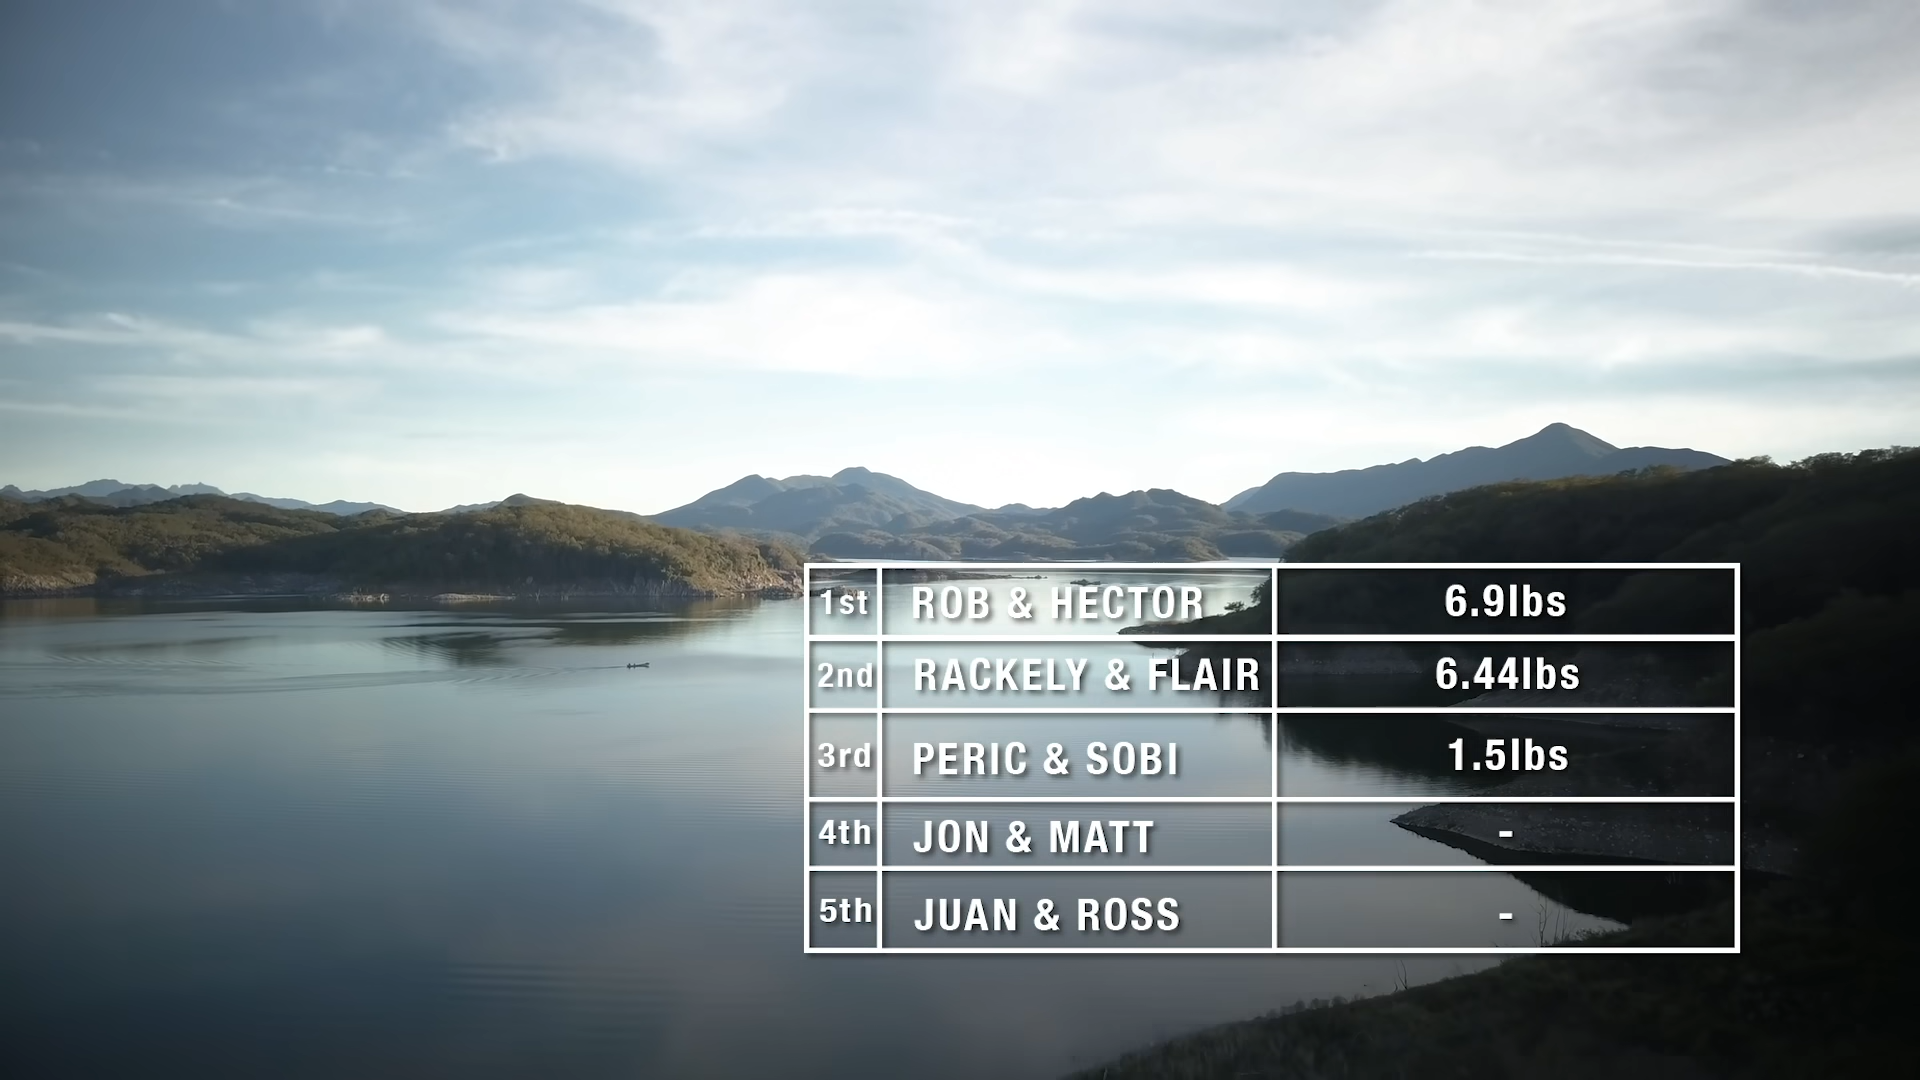 1st ROB & HECTOR 6.9lbs
2nd RACKELY & FLAIR 6.44lbs
3rd PERIC & SOBI 1.5lbs
4th JON & MATT -
5th JUAN & ROSS -